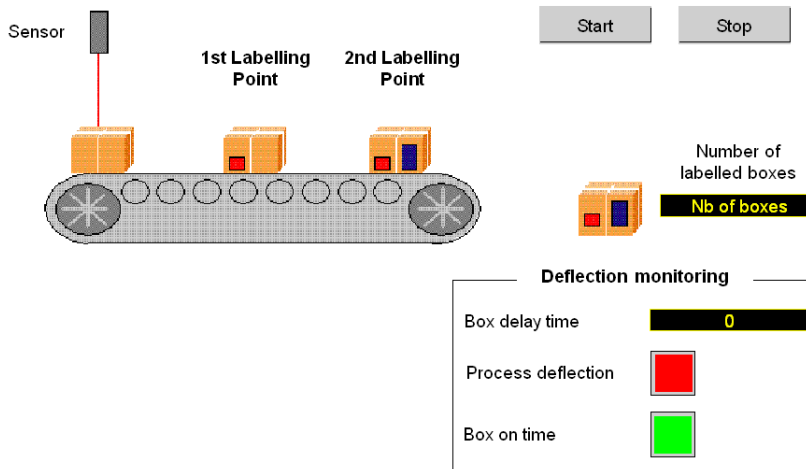 Sensor
Start
Stop
1st Labelling
Point
2nd Labelling
Point
Number of
labelled boxes
Nb of boxes
Deflection monitoring
Box delay time
0
Process deflection
Box on time